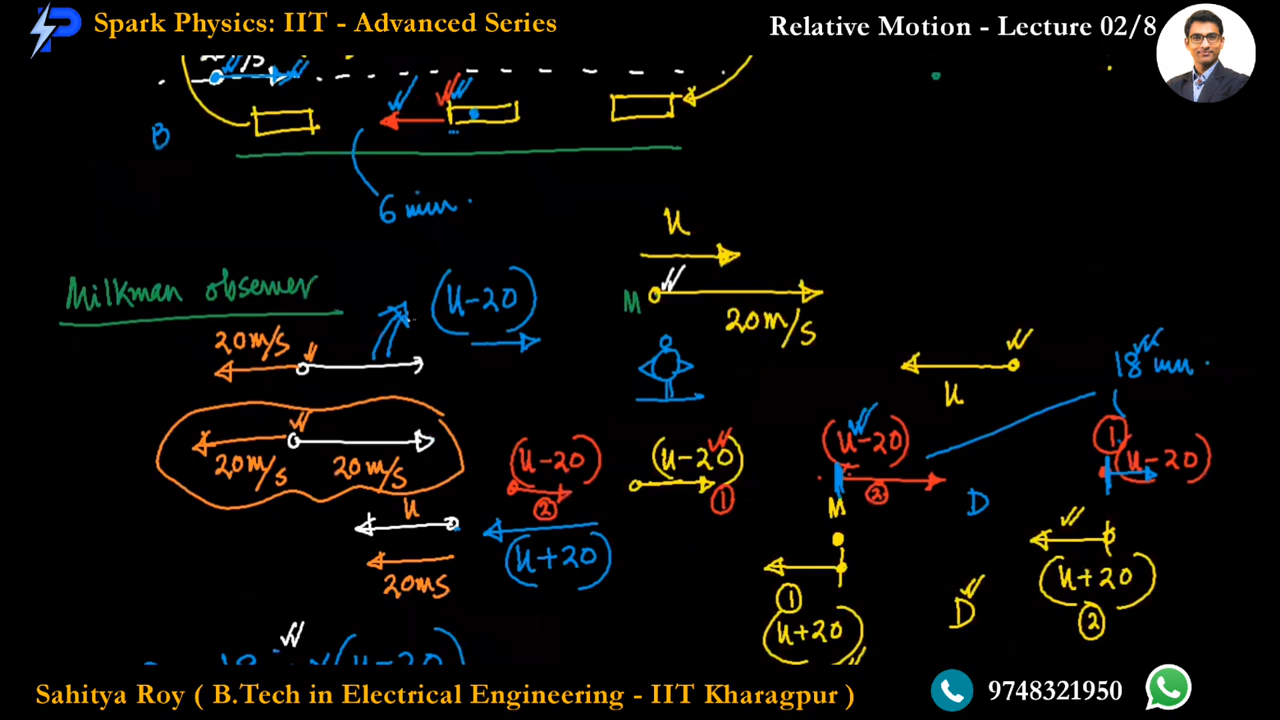 Spark Physics: IIT - Advanced Series
Relative Motion - Lecture 02/8
B
6 min.
u
Milkman observer
(u-20)
M
20m/s
20m/s
18 min.
u
20m/s
20m/s
(u-20)
②
(u-20)
①
(u-20)
②
D
①
(u-20)
M
u
(u+20)
20ms
(u+20)
②
①
(u+20)
D
(u-20)
Sahitya Roy ( B.Tech in Electrical Engineering - IIT Kharagpur )
9748321950